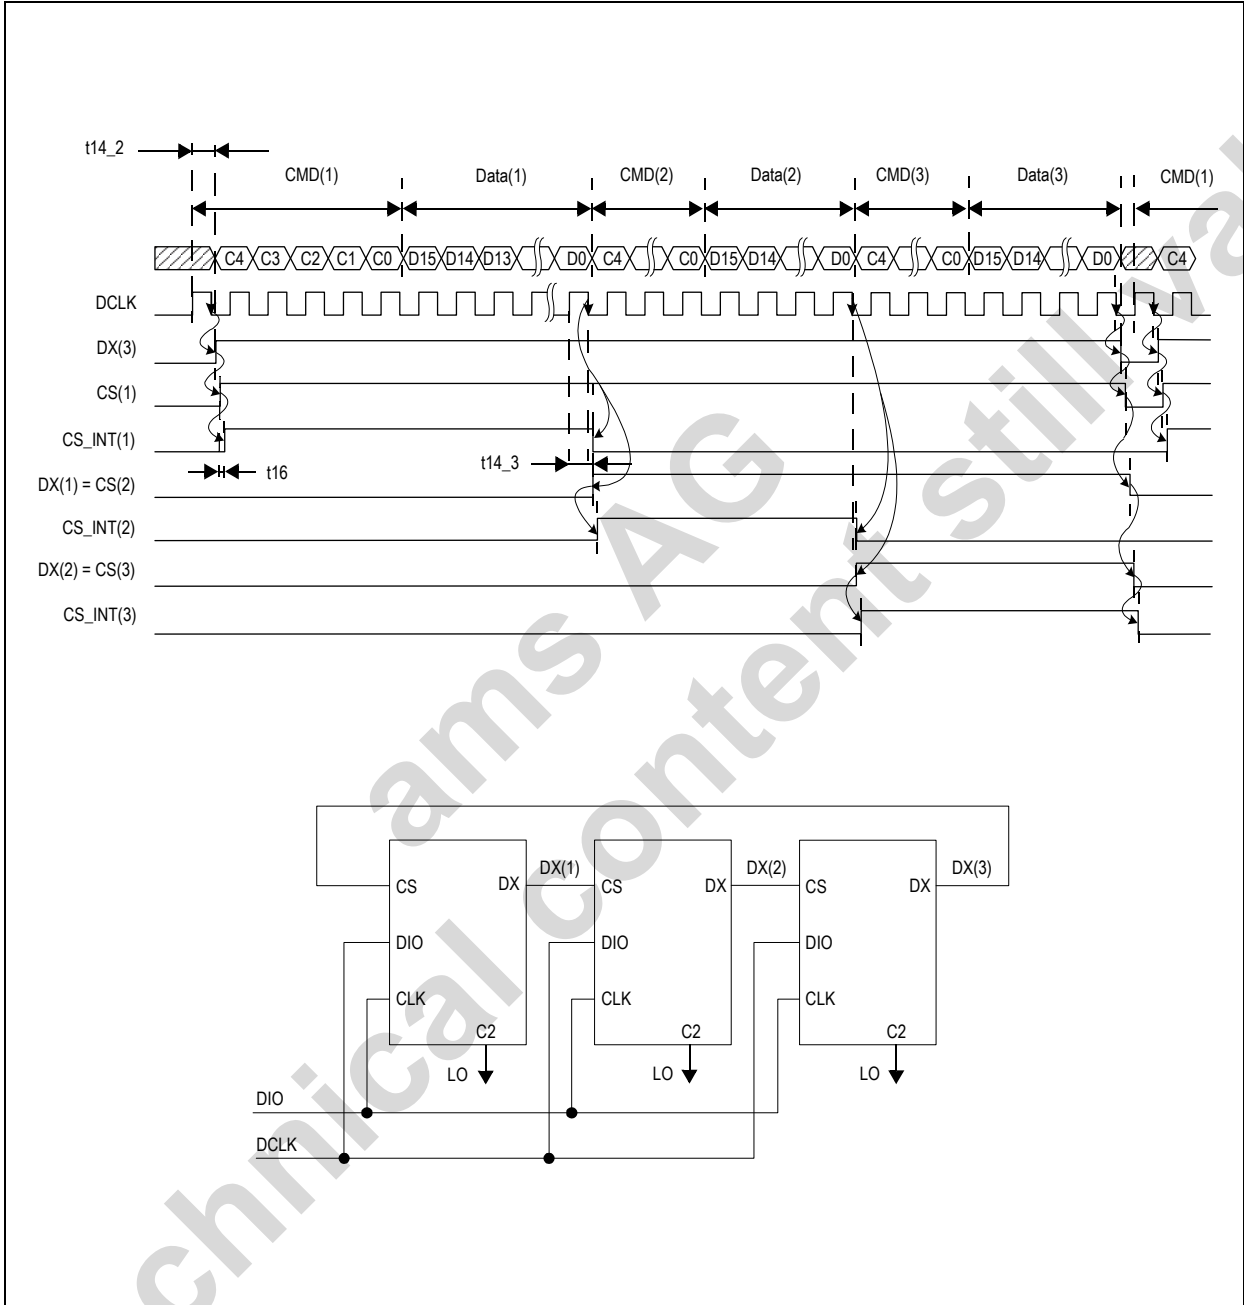 t14_2
CMD(1) Data(1) CMD(2) Data(2) CMD(3) Data(3) CMD(1)
C4 C3 C2 C1 C0 D15 D14 D13 D0 C4 C0 D15 D14 D0 C4 C0 D15 D14 D0 C4
DCLK
DX(3)
CS(1)
CS_INT(1)
t16
t14_3
DX(1) = CS(2)
CS_INT(2)
DX(2) = CS(3)
CS_INT(3)
DX(1) DX(2) DX(3)
CS DX CS DX CS DX
DIO DIO DIO
CLK CLK CLK
C2 C2 C2
LO LO LO
DIO
DCLK
ams AG
chnical content still val